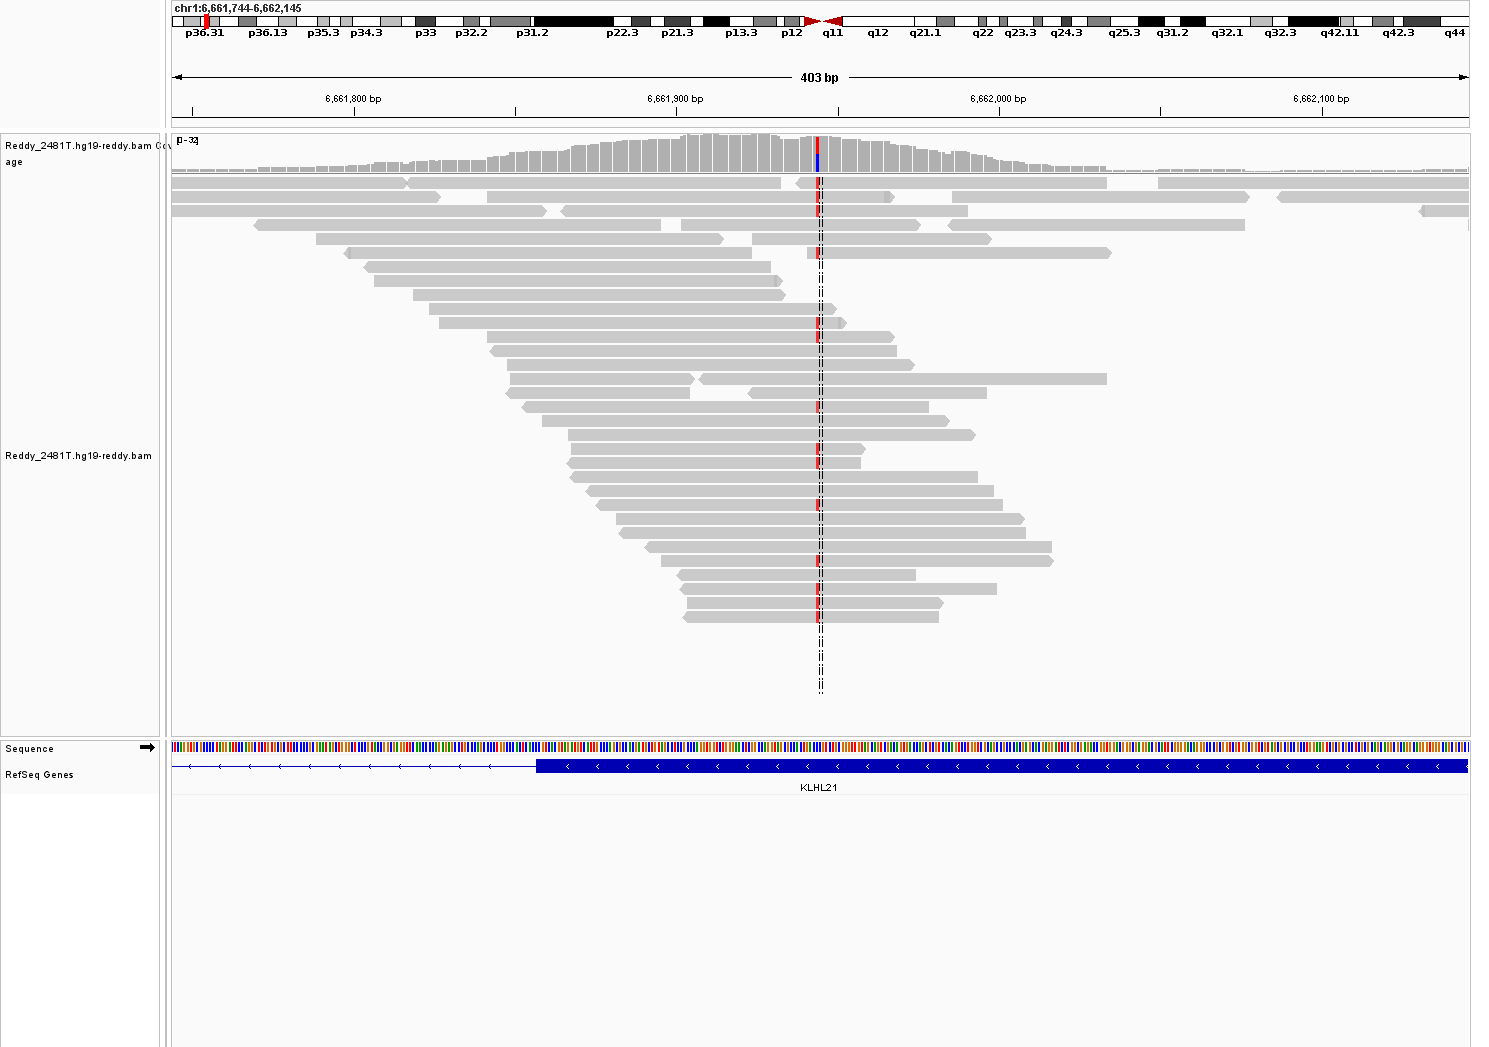 chr1:6,661,744-6,662,145
p36.31 p36.13 p35.3 p34.3 p33 p32.2 p31.2 p22.3 p21.3 p13.3 p12 q11 q12 q21.1 q22 q23.3 q24.3 q25.3 q31.2 q32.1 q32.3 q42.11 q42.3 q44
403 bp
6,661,800 bp 6,661,900 bp 6,662,000 bp 6,662,100 bp
[0-32]
Reddy_2481T.hg19-reddy.bam Cov
age
Reddy_2481T.hg19-reddy.bam
Sequence
RefSeq Genes
KLHL21